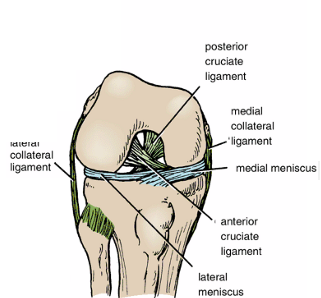 posterior
cruciate
ligament
medial
collateral
ligament
lateral
collateral
ligament
medial meniscus
anterior
cruciate
ligament
lateral
meniscus